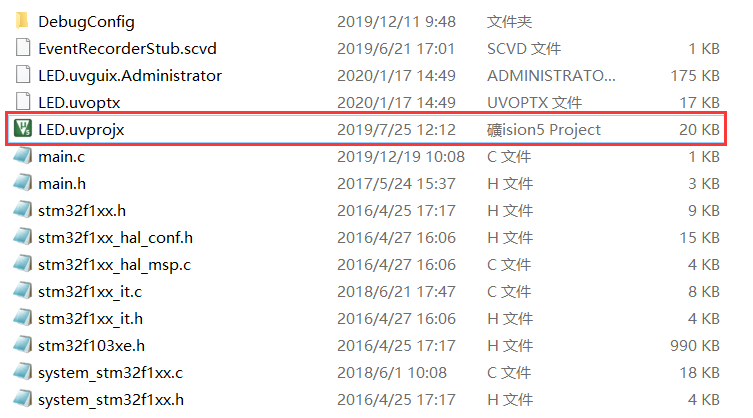 DebugConfig 2019/12/11 9:48 文件夹
EventRecorderStub.scvd 2019/6/21 17:01 SCVD 文件 1 KB
LED.uvguix.Administrator 2020/1/17 14:49 ADMINISTRATO... 175 KB
LED.uvoptx 2020/1/17 14:49 UVOPTX 文件 17 KB
LED.uvprojx 2019/7/25 12:12 礦ision5 Project 20 KB
main.c 2019/12/19 10:08 C 文件 1 KB
main.h 2017/5/24 15:37 H 文件 3 KB
stm32f1xx.h 2016/4/25 17:17 H 文件 9 KB
stm32f1xx_hal_conf.h 2016/4/27 16:06 H 文件 15 KB
stm32f1xx_hal_msp.c 2016/4/27 16:06 C 文件 4 KB
stm32f1xx_it.c 2018/6/21 17:47 C 文件 8 KB
stm32f1xx_it.h 2016/4/27 16:06 H 文件 4 KB
stm32f103xe.h 2016/4/25 17:17 H 文件 990 KB
system_stm32f1xx.c 2018/6/1 10:08 C 文件 18 KB
system_stm32f1xx.h 2016/4/25 17:17 H 文件 4 KB